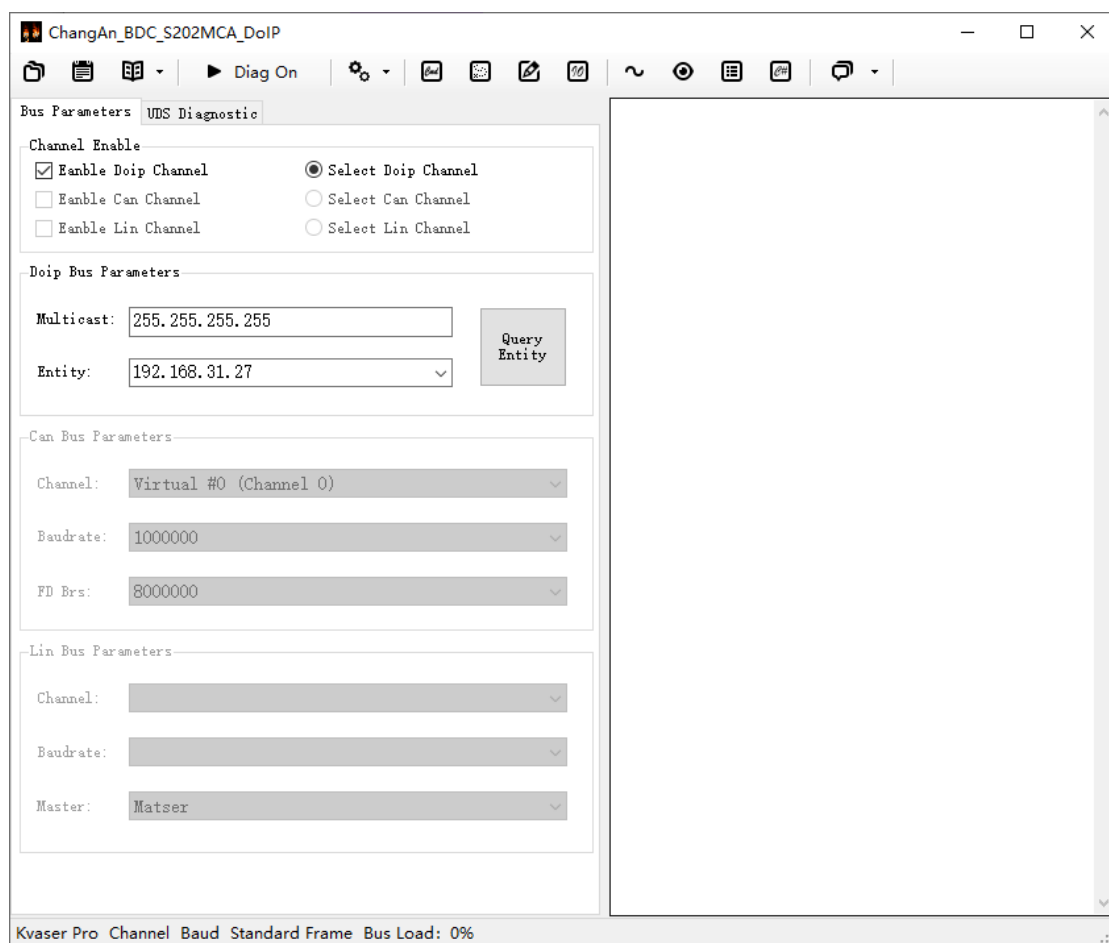 ChangAn_BDC_S202MCA_DoIP
Diag On
Bus Parameters UDS Diagnostic
Channel Enable
Eanble Doip Channel Select Doip Channel
Eanble Can Channel Select Can Channel
Eanble Lin Channel Select Lin Channel
Doip Bus Parameters
Multicast: 255.255.255.255
Query
Entity
Entity: 192.168.31.27
Can Bus Parameters
Channel: Virtual #0 (Channel 0)
Baudrate: 1000000
FD Brs: 8000000
Lin Bus Parameters
Channel:
Baudrate:
Master: Matser
Kvaser Pro Channel Baud Standard Frame Bus Load: 0%